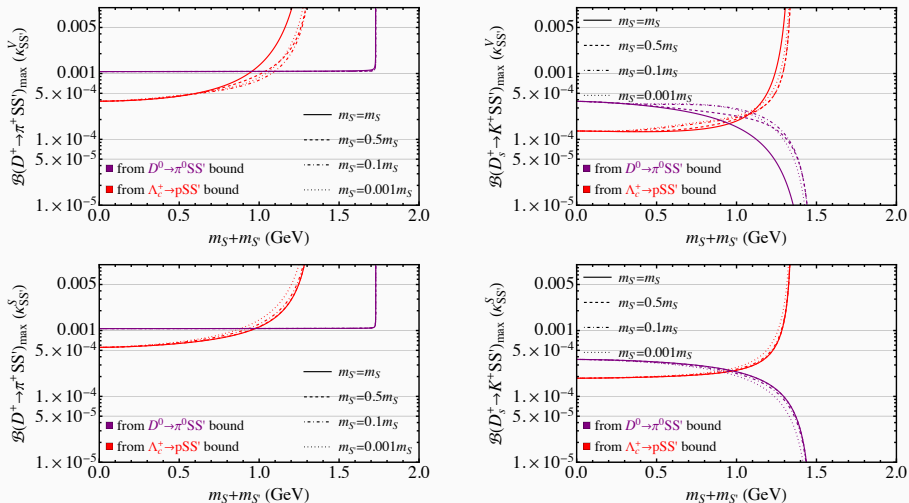 ℬ(D⁺→π⁺SS')max (κ^V_SS')
0.005
0.001
5.×10⁻⁴
1.×10⁻⁴
5.×10⁻⁵
1.×10⁻⁵
mS=mS
mS=0.5mS
mS=0.1mS
mS=0.001mS
from D⁰→π⁰SS' bound
from Λc⁺→pSS' bound
0.0 0.5 1.0 1.5 2.0
mS+mS' (GeV)
ℬ(Ds⁺→K⁺SS')max (κ^V_SS')
0.005
0.001
5.×10⁻⁴
1.×10⁻⁴
5.×10⁻⁵
1.×10⁻⁵
mS=mS
mS=0.5mS
mS=0.1mS
mS=0.001mS
from D⁰→π⁰SS' bound
from Λc⁺→pSS' bound
0.0 0.5 1.0 1.5 2.0
mS+mS' (GeV)
ℬ(D⁺→π⁺SS')max (κ^S_SS')
0.005
0.001
5.×10⁻⁴
1.×10⁻⁴
5.×10⁻⁵
1.×10⁻⁵
mS=mS
mS=0.5mS
mS=0.1mS
mS=0.001mS
from D⁰→π⁰SS' bound
from Λc⁺→pSS' bound
0.0 0.5 1.0 1.5 2.0
mS+mS' (GeV)
ℬ(Ds⁺→K⁺SS')max (κ^S_SS')
0.005
0.001
5.×10⁻⁴
1.×10⁻⁴
5.×10⁻⁵
1.×10⁻⁵
mS=mS
mS=0.5mS
mS=0.1mS
mS=0.001mS
from D⁰→π⁰SS' bound
from Λc⁺→pSS' bound
0.0 0.5 1.0 1.5 2.0
mS+mS' (GeV)